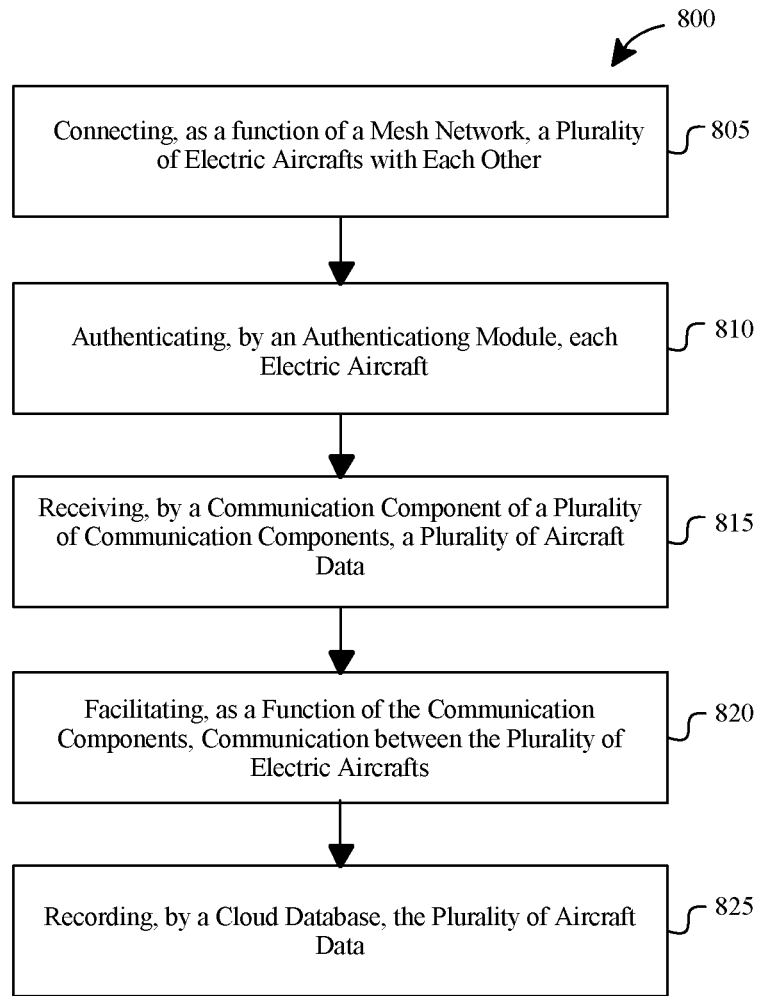 800
Connecting, as a function of a Mesh Network, a Plurality
of Electric Aircrafts with Each Other
805
Authenticating, by an Authenticationg Module, each
Electric Aircraft
810
Receiving, by a Communication Component of a Plurality
of Communication Components, a Plurality of Aircraft
Data
815
Facilitating, as a Function of the Communication
Components, Communication between the Plurality of
Electric Aircrafts
820
Recording, by a Cloud Database, the Plurality of Aircraft
Data
825